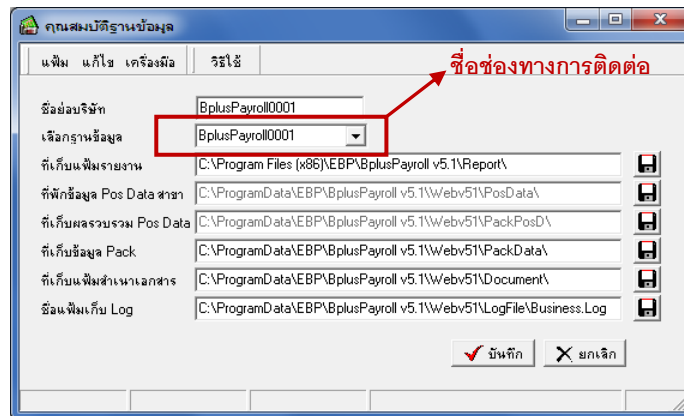 คุณสมบัติฐานข้อมูล
แฟ้ม แก้ไข เครื่องมือ วิธีใช้
ชื่อช่องทางการติดต่อ
ชื่อย่อบริษัท BplusPayroll0001
เลือกฐานข้อมูล BplusPayroll0001
ที่เก็บแฟ้มรายงาน C:\Program Files (x86)\EBP\BplusPayroll v5.1\Report\
ที่พักข้อมูล Pos Data สาขา C:\ProgramData\EBP\BplusPayroll v5.1\Webv51\PosData\
ที่เก็บผลรวบรวม Pos Data C:\ProgramData\EBP\BplusPayroll v5.1\Webv51\PackPosD\
ที่เก็บข้อมูล Pack C:\ProgramData\EBP\BplusPayroll v5.1\Webv51\PackData\
ที่เก็บแฟ้มสำเนาเอกสาร C:\ProgramData\EBP\BplusPayroll v5.1\Webv51\Document\
ชื่อแฟ้มเก็บ Log C:\ProgramData\EBP\BplusPayroll v5.1\Webv51\LogFile\Business.Log
บันทึก ยกเลิก